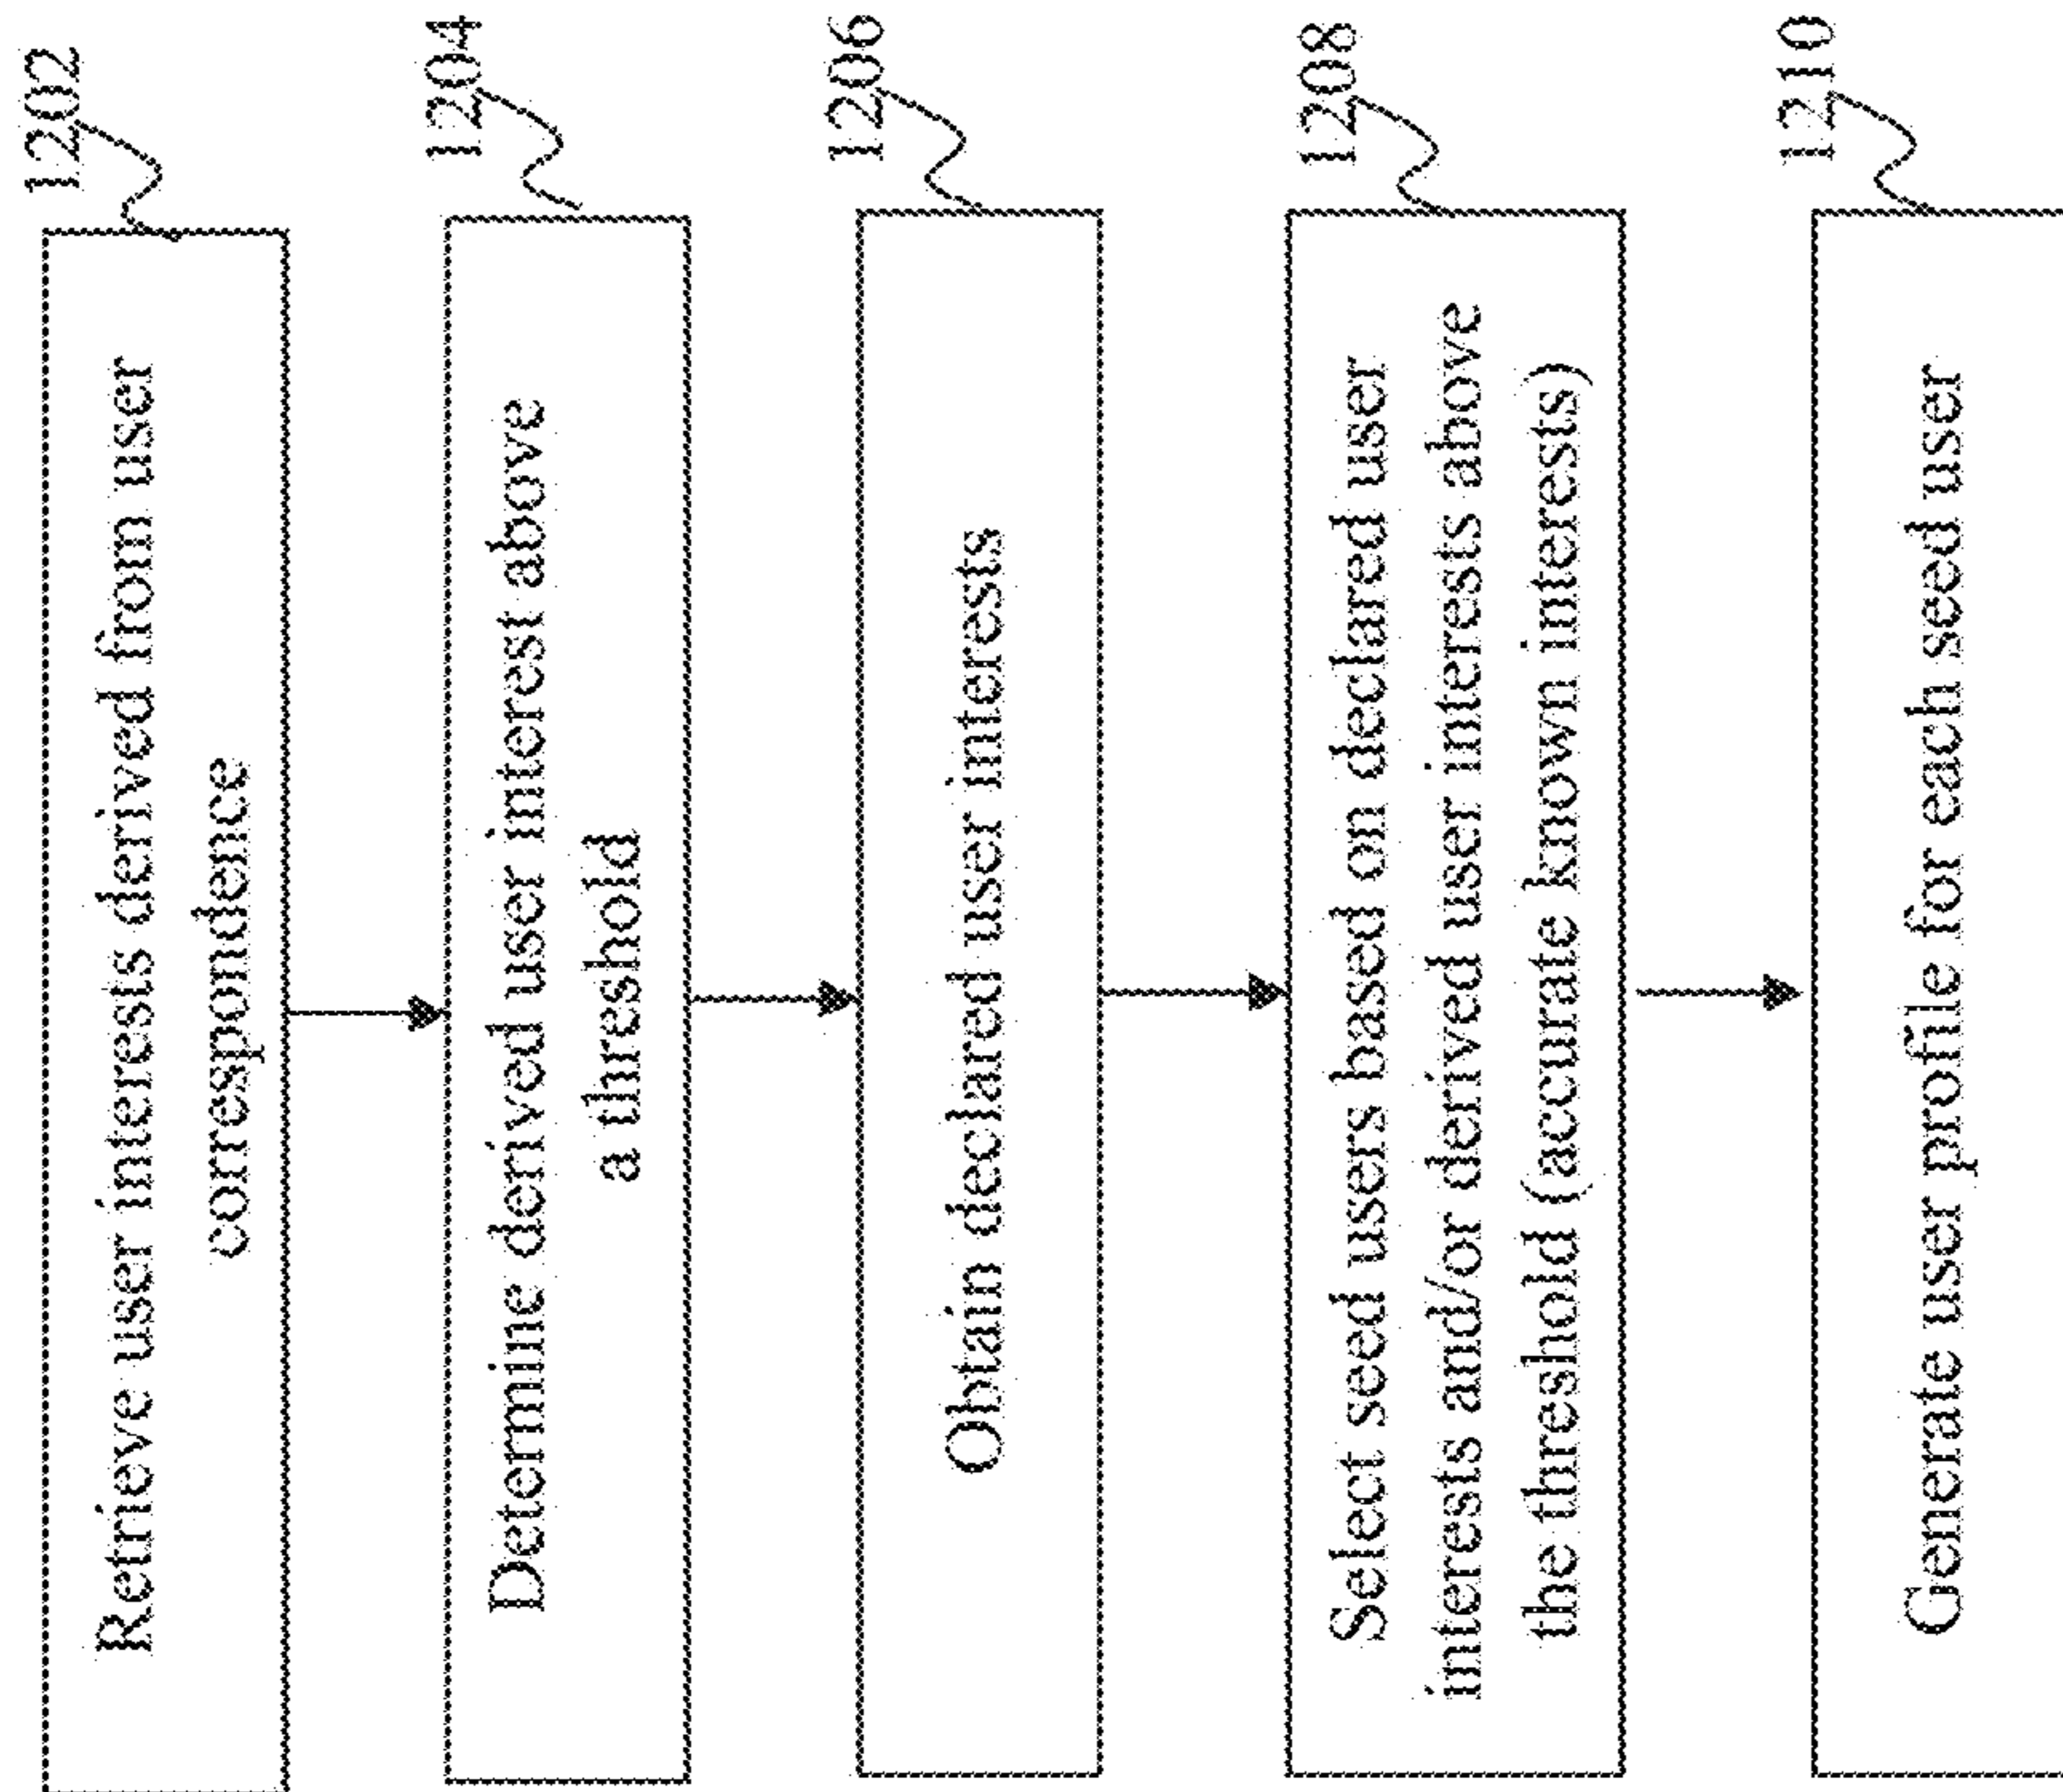 1202
Retrieve user interests derived from user
correspondence
1204
Determine derived user interest above
a threshold
1206
Obtain declared user interests
1208
Select seed users based on declared user
interests and/or derived user interests above
the threshold (accurate known interests)
1210
Generate user profile for each seed user